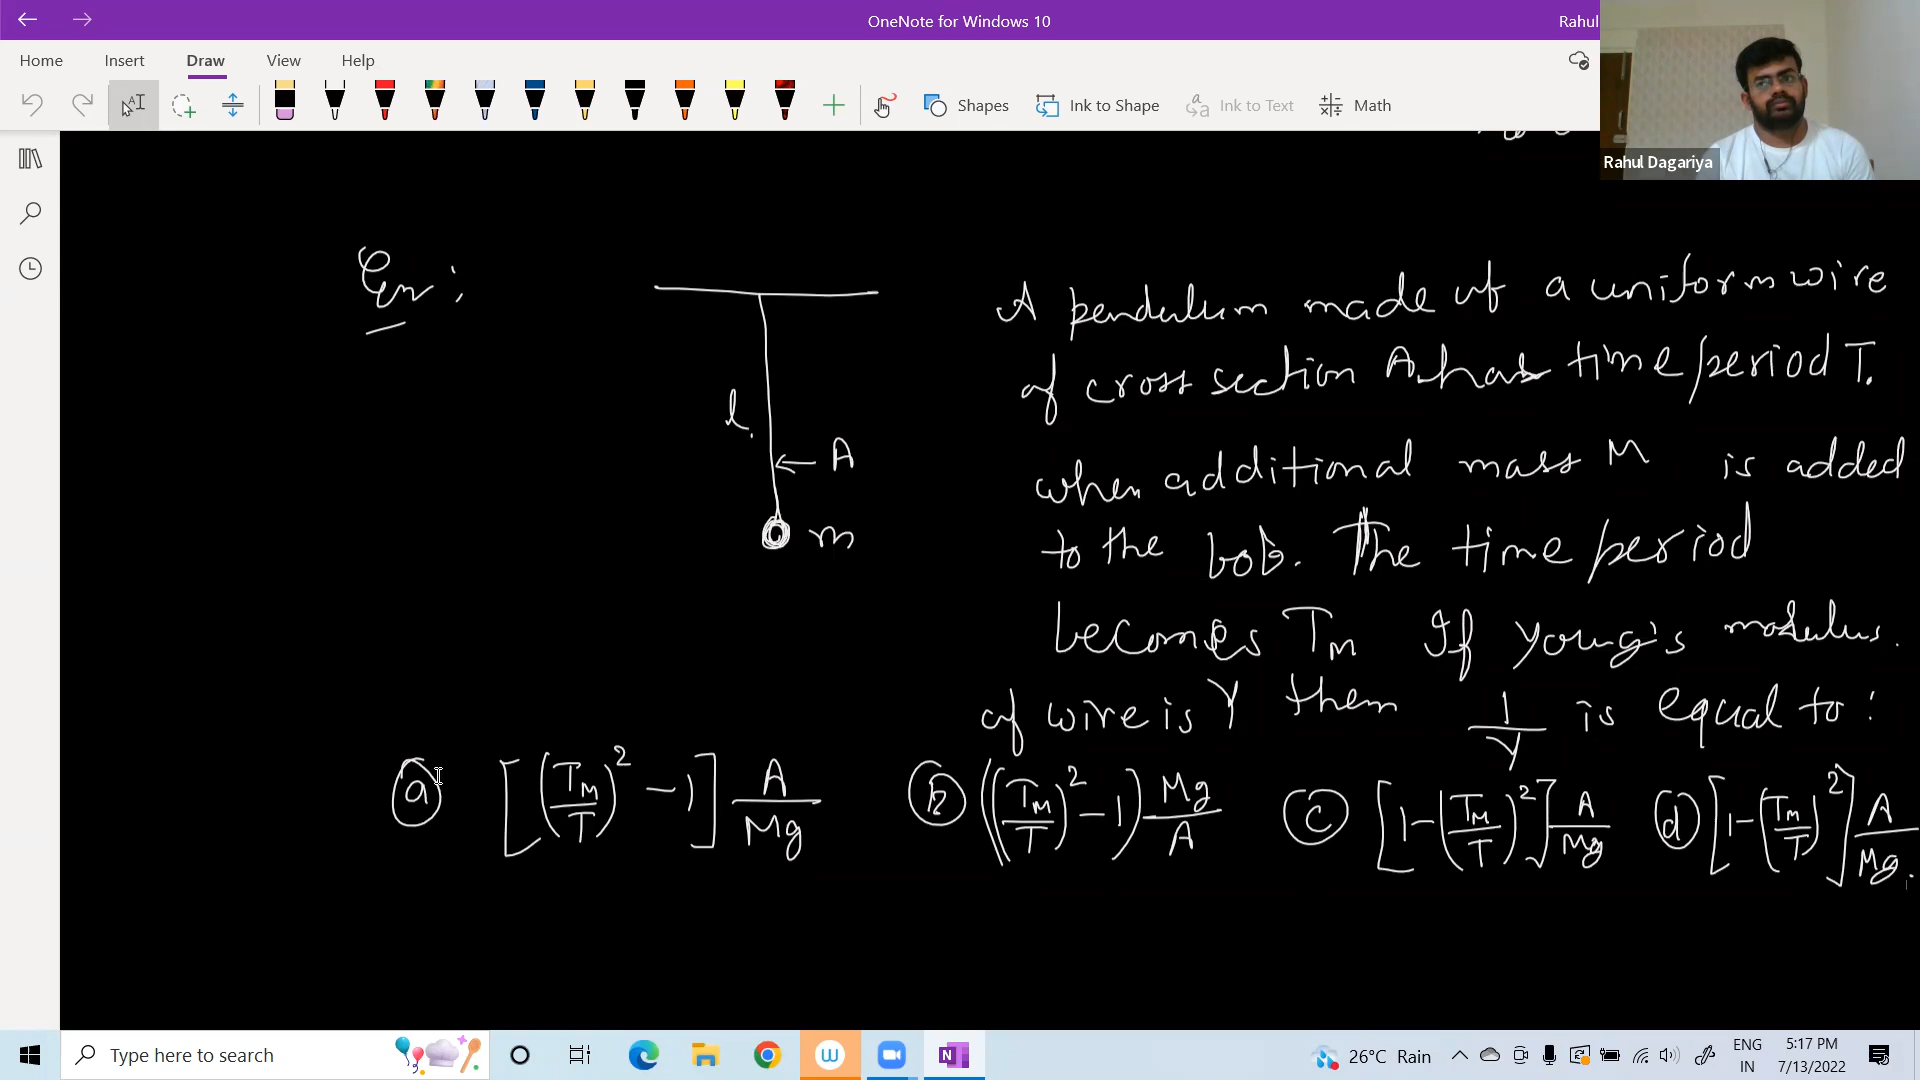 OneNote for Windows 10
Rahul
Home Insert Draw View Help
Shapes Ink to Shape Ink to Text Math
Rahul Dagariya
Ex:
l
A
m
A pendulum made of a uniform wire
of cross section A has time period T.
when additional mass M is added
to the bob. The time period
becomes T_M If young's modulus.
of wire is Y them 1/Y is equal to:
(a) [(T_M/T)^2 - 1] A/Mg (b) ((T_M/T)^2 - 1) Mg/A (c) [1 - (T_M/T)^2] A/Mg (d) [1 - (T_M/T)^2] A/Mg.
Type here to search
26°C Rain
ENG
IN
5:17 PM
7/13/2022